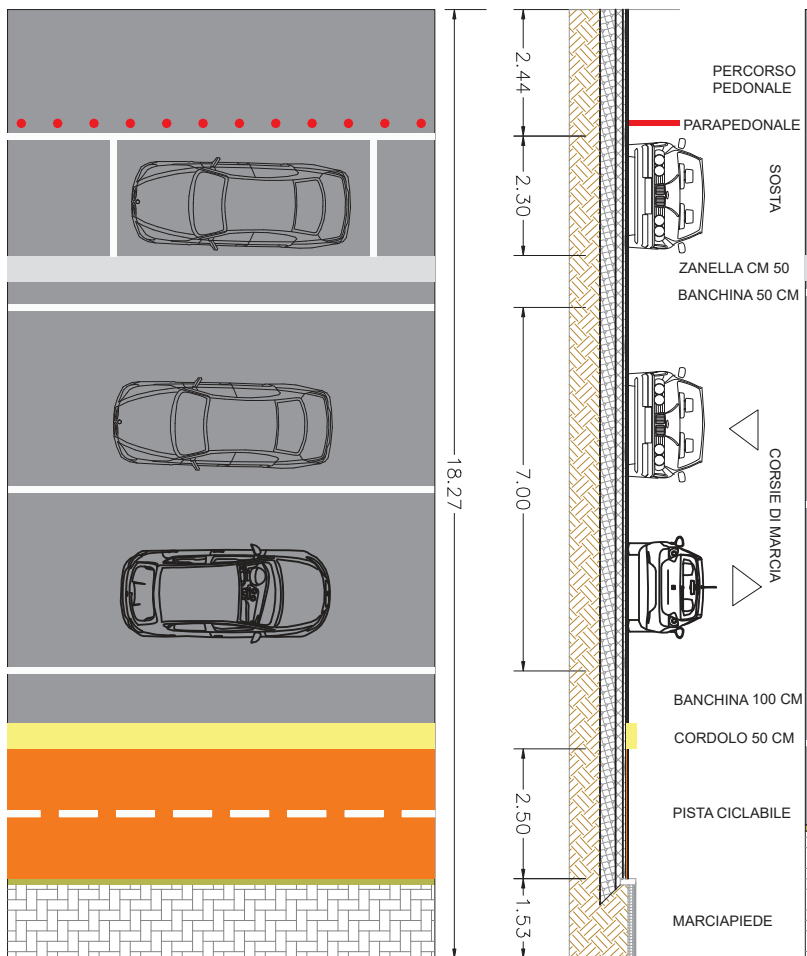 2.44
PERCORSO
PEDONALE
PARAPEDONALE
2.30
SOSTA
ZANELLA CM 50
BANCHINA 50 CM
18.27
7.00
CORSIE DI MARCIA
BANCHINA 100 CM
CORDOLO 50 CM
2.50
PISTA CICLABILE
1.53
MARCIAPIEDE